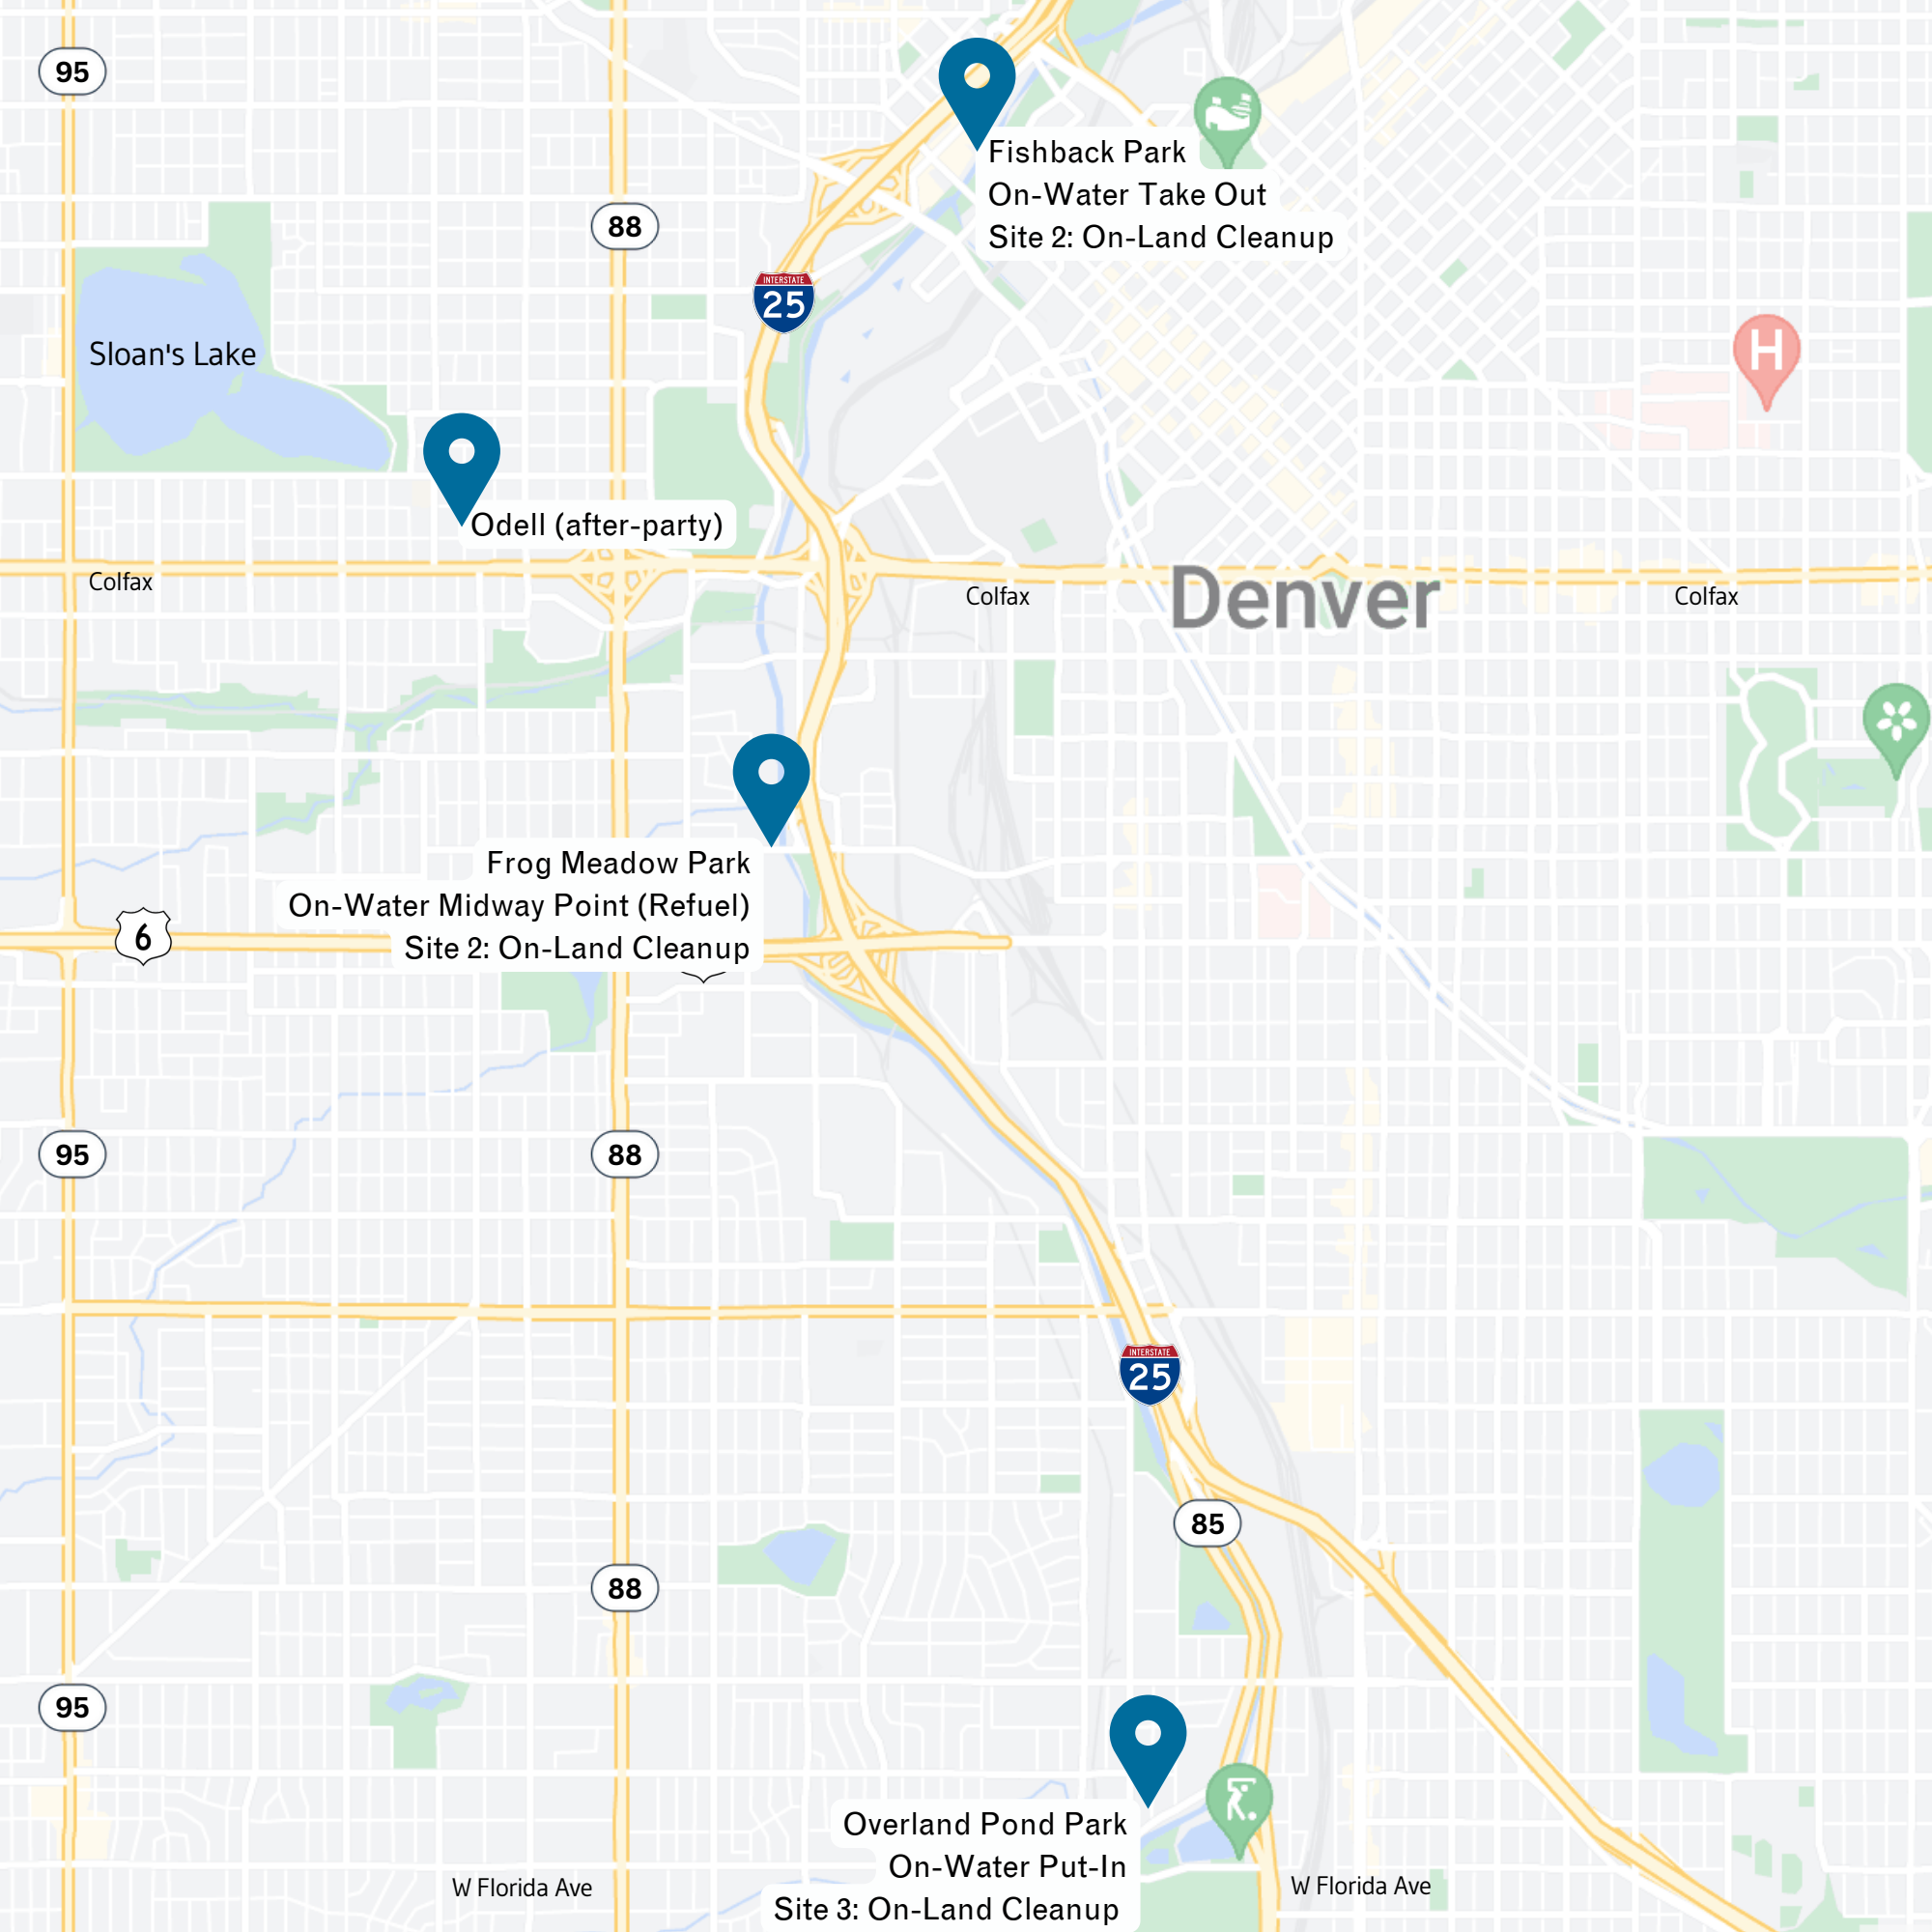 95
Fishback Park
On-Water Take Out
Site 2: On-Land Cleanup
88
INTERSTATE
25
Sloan's Lake
H
Odell (after-party)
Colfax
Colfax
Denver
Colfax
Frog Meadow Park
On-Water Midway Point (Refuel)
Site 2: On-Land Cleanup
6
95
88
INTERSTATE
25
85
88
95
Overland Pond Park
On-Water Put-In
Site 3: On-Land Cleanup
W Florida Ave
W Florida Ave